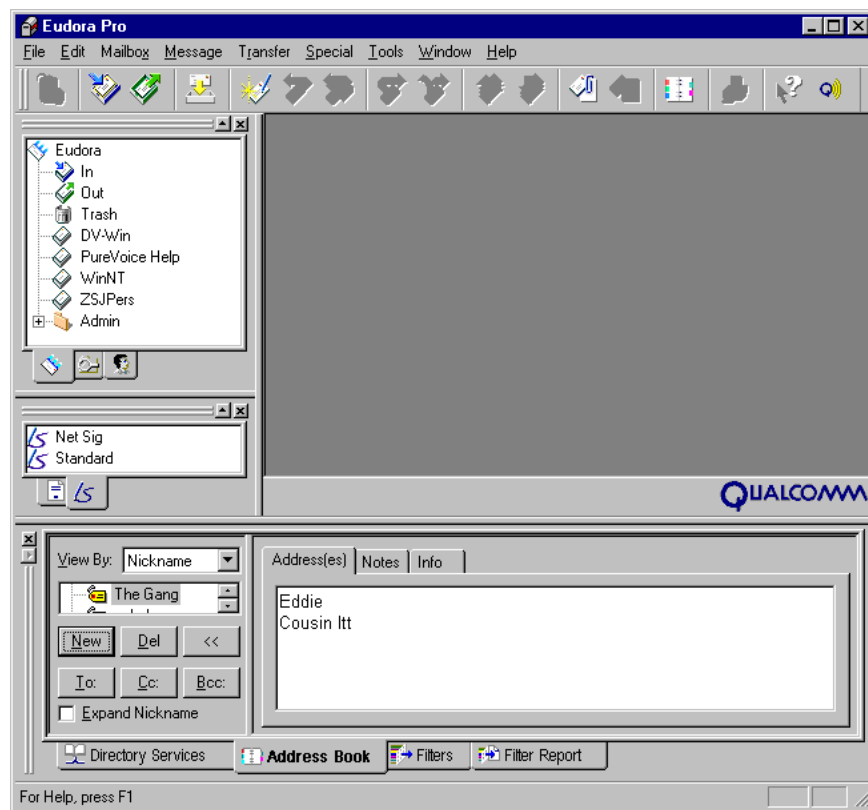 Eudora Pro
File Edit Mailbox Message Transfer Special Tools Window Help
Eudora
In
Out
Trash
DV-Win
PureVoice Help
WinNT
ZSJPers
Admin
Net Sig
Standard
QUALCOMM
View By: Nickname
The Gang
New Del <<
To: Cc: Bcc:
Expand Nickname
Address(es) Notes Info
Eddie
Cousin Itt
Directory Services Address Book Filters Filter Report
For Help, press F1